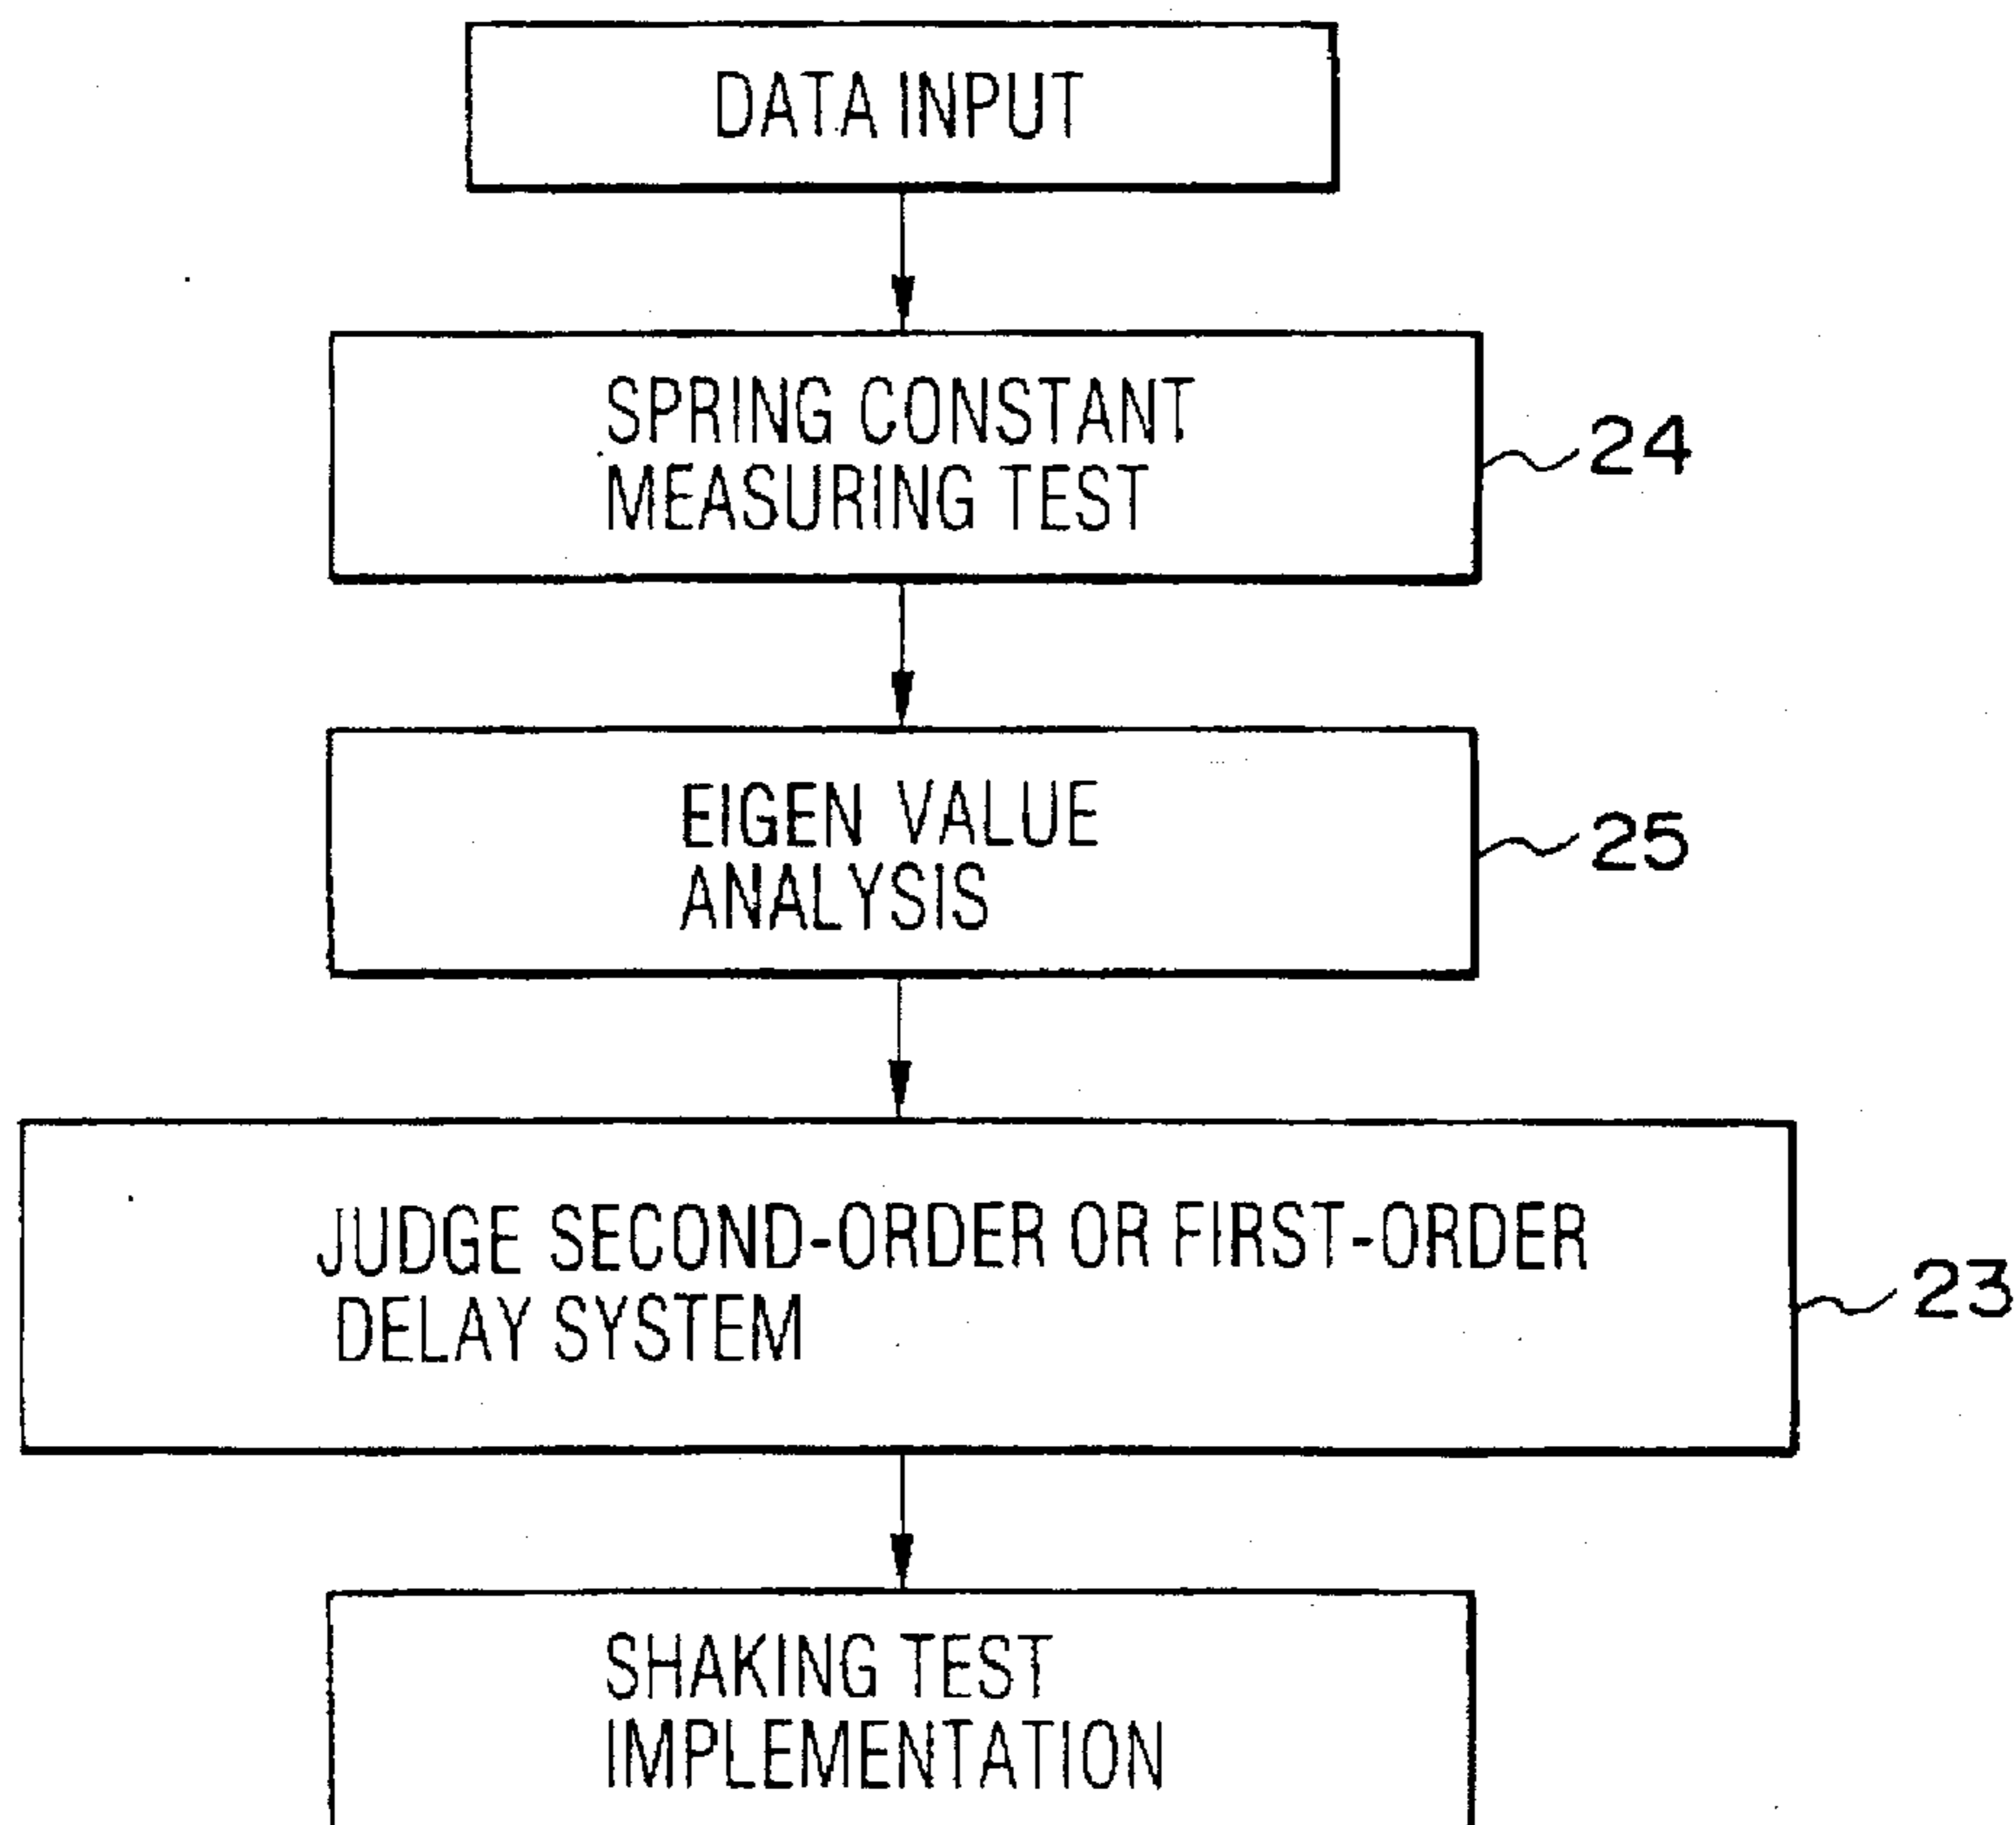 DATA INPUT
SPRING CONSTANT
MEASURING TEST
24
EIGEN VALUE
ANALYSIS
25
JUDGE SECOND-ORDER OR FIRST-ORDER
DELAY SYSTEM
23
SHAKING TEST
IMPLEMENTATION